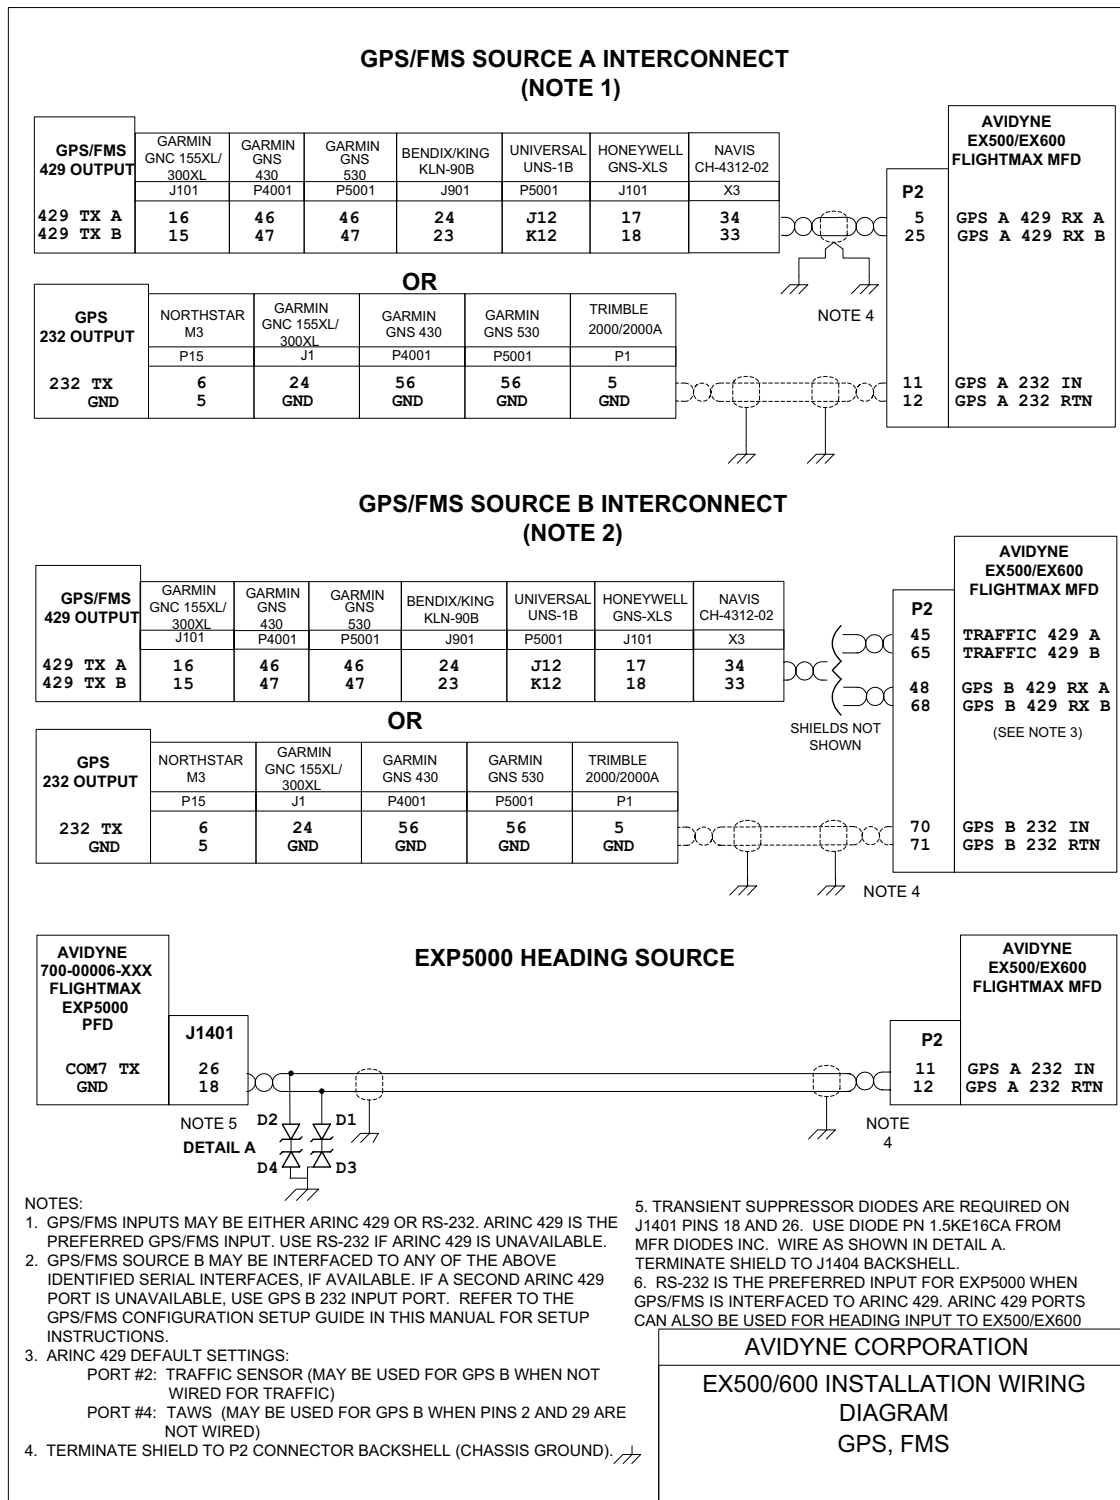 GPS/FMS SOURCE A INTERCONNECT
(NOTE 1)
GPS/FMS
429 OUTPUT
GARMIN
GNC 155XL/
300XL
GARMIN
GNS
430
GARMIN
GNS
530
BENDIX/KING
KLN-90B
UNIVERSAL
UNS-1B
HONEYWELL
GNS-XLS
NAVIS
CH-4312-02
J101 P4001 P5001 J901 P5001 J101 X3
429 TX A 16 46 46 24 J12 17 34
429 TX B 15 47 47 23 K12 18 33
AVIDYNE
EX500/EX600
FLIGHTMAX MFD
P2
5 GPS A 429 RX A
25 GPS A 429 RX B
NOTE 4
OR
GPS
232 OUTPUT
NORTHSTAR
M3
GARMIN
GNC 155XL/
300XL
GARMIN
GNS 430
GARMIN
GNS 530
TRIMBLE
2000/2000A
P15 J1 P4001 P5001 P1
232 TX 6 24 56 56 5
GND 5 GND GND GND GND
11 GPS A 232 IN
12 GPS A 232 RTN
GPS/FMS SOURCE B INTERCONNECT
(NOTE 2)
GPS/FMS
429 OUTPUT
GARMIN
GNC 155XL/
300XL
GARMIN
GNS
430
GARMIN
GNS
530
BENDIX/KING
KLN-90B
UNIVERSAL
UNS-1B
HONEYWELL
GNS-XLS
NAVIS
CH-4312-02
J101 P4001 P5001 J901 P5001 J101 X3
429 TX A 16 46 46 24 J12 17 34
429 TX B 15 47 47 23 K12 18 33
AVIDYNE
EX500/EX600
FLIGHTMAX MFD
P2
45 TRAFFIC 429 A
65 TRAFFIC 429 B
48 GPS B 429 RX A
68 GPS B 429 RX B
(SEE NOTE 3)
SHIELDS NOT
SHOWN
OR
GPS
232 OUTPUT
NORTHSTAR
M3
GARMIN
GNC 155XL/
300XL
GARMIN
GNS 430
GARMIN
GNS 530
TRIMBLE
2000/2000A
P15 J1 P4001 P5001 P1
232 TX 6 24 56 56 5
GND 5 GND GND GND GND
70 GPS B 232 IN
71 GPS B 232 RTN
NOTE 4
EXP5000 HEADING SOURCE
AVIDYNE
700-00006-XXX
FLIGHTMAX
EXP5000
PFD
J1401
COM7 TX 26
GND 18
AVIDYNE
EX500/EX600
FLIGHTMAX MFD
P2
11 GPS A 232 IN
12 GPS A 232 RTN
NOTE 5
DETAIL A
D2 D1
D4 D3
NOTE
4
NOTES:
1. GPS/FMS INPUTS MAY BE EITHER ARINC 429 OR RS-232. ARINC 429 IS THE
PREFERRED GPS/FMS INPUT. USE RS-232 IF ARINC 429 IS UNAVAILABLE.
2. GPS/FMS SOURCE B MAY BE INTERFACED TO ANY OF THE ABOVE
IDENTIFIED SERIAL INTERFACES, IF AVAILABLE. IF A SECOND ARINC 429
PORT IS UNAVAILABLE, USE GPS B 232 INPUT PORT. REFER TO THE
GPS/FMS CONFIGURATION SETUP GUIDE IN THIS MANUAL FOR SETUP
INSTRUCTIONS.
3. ARINC 429 DEFAULT SETTINGS:
PORT #2: TRAFFIC SENSOR (MAY BE USED FOR GPS B WHEN NOT
WIRED FOR TRAFFIC)
PORT #4: TAWS (MAY BE USED FOR GPS B WHEN PINS 2 AND 29 ARE
NOT WIRED)
4. TERMINATE SHIELD TO P2 CONNECTOR BACKSHELL (CHASSIS GROUND).
5. TRANSIENT SUPPRESSOR DIODES ARE REQUIRED ON
J1401 PINS 18 AND 26. USE DIODE PN 1.5KE16CA FROM
MFR DIODES INC. WIRE AS SHOWN IN DETAIL A.
TERMINATE SHIELD TO J1404 BACKSHELL.
6. RS-232 IS THE PREFERRED INPUT FOR EXP5000 WHEN
GPS/FMS IS INTERFACED TO ARINC 429. ARINC 429 PORTS
CAN ALSO BE USED FOR HEADING INPUT TO EX500/EX600
AVIDYNE CORPORATION
EX500/600 INSTALLATION WIRING
DIAGRAM
GPS, FMS